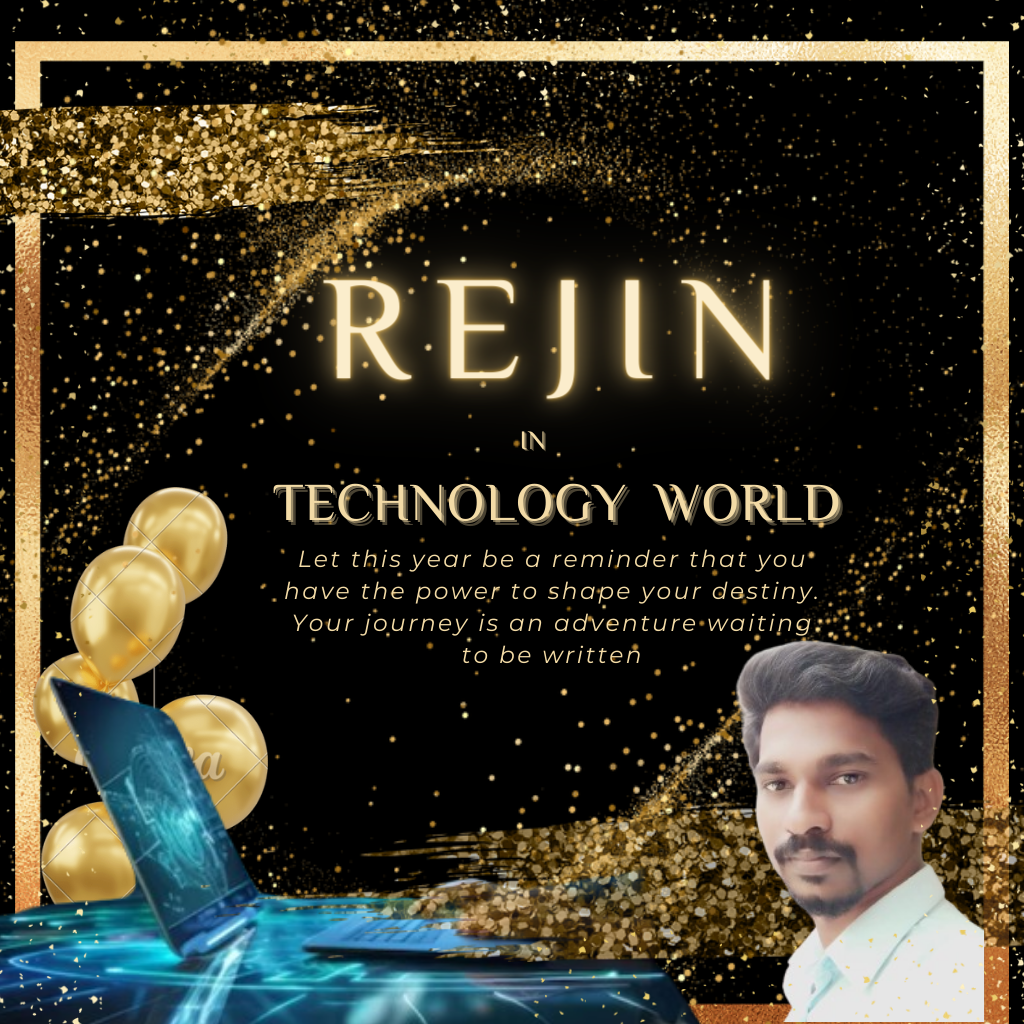 REJIN
IN
TECHNOLOGY WORLD
Let this year be a reminder that you
have the power to shape your destiny.
Your journey is an adventure waiting
to be written